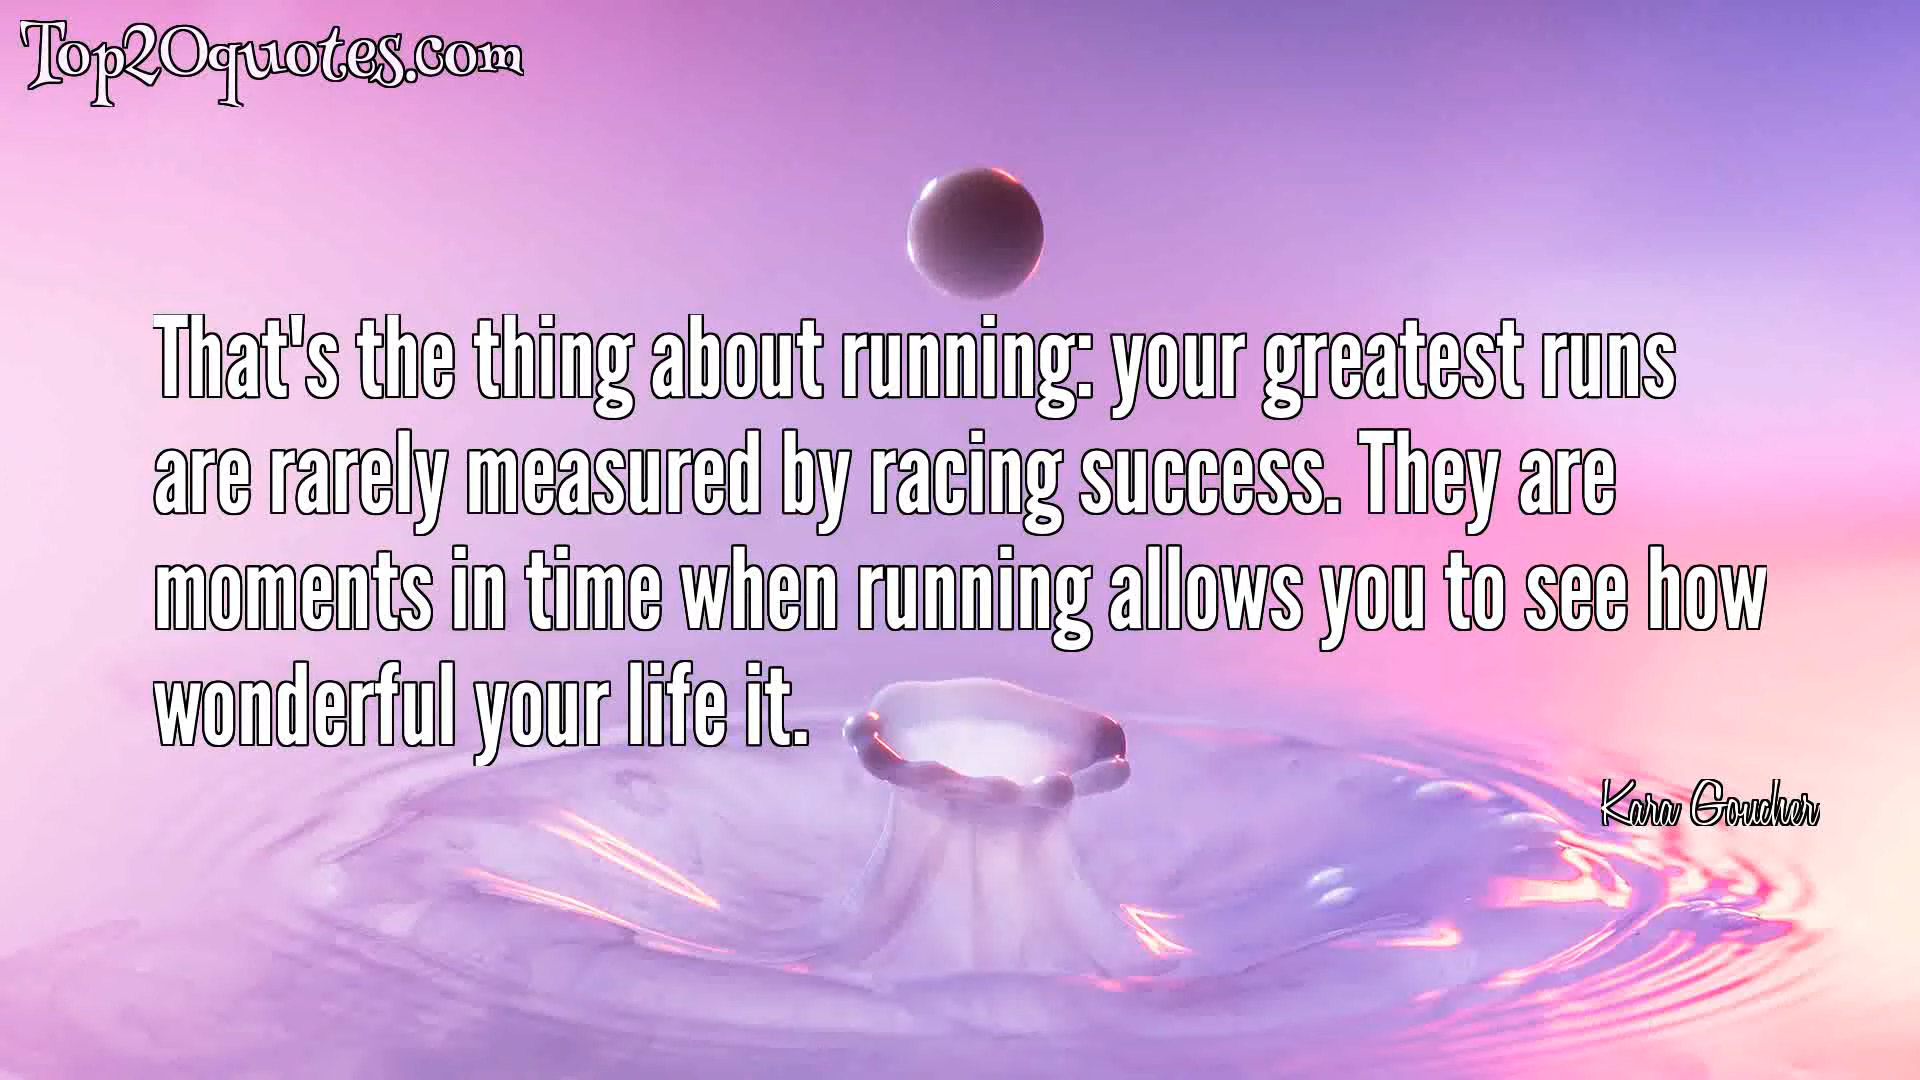 Top20quotes.com
That's the thing about running: your greatest runs
are rarely measured by racing success. They are
moments in time when running allows you to see how
wonderful your life it.
Kara Goucher